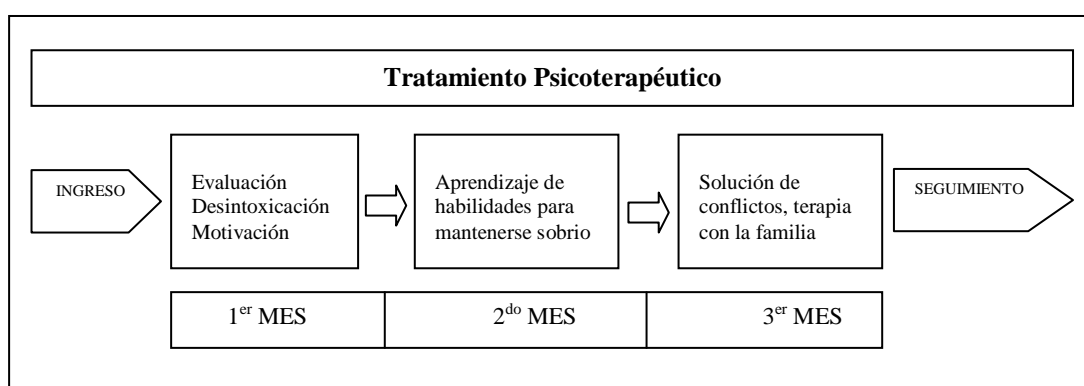 Tratamiento Psicoterapéutico
INGRESO
Evaluación
Desintoxicación
Motivación
Aprendizaje de
habilidades para
mantenerse sobrio
Solución de
conflictos, terapia
con la familia
SEGUIMIENTO
1er MES
2do MES
3er MES